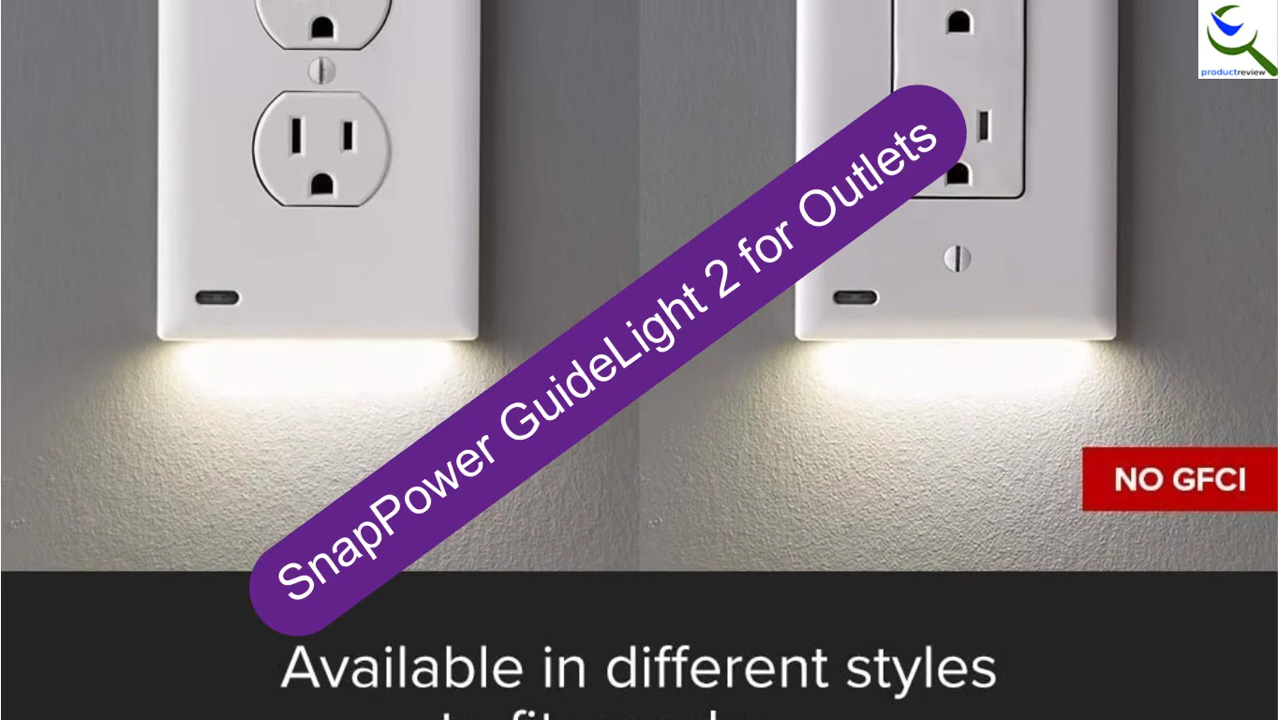 productreview
SnapPower GuideLight 2 for Outlets
NO GFCI
Available in different styles